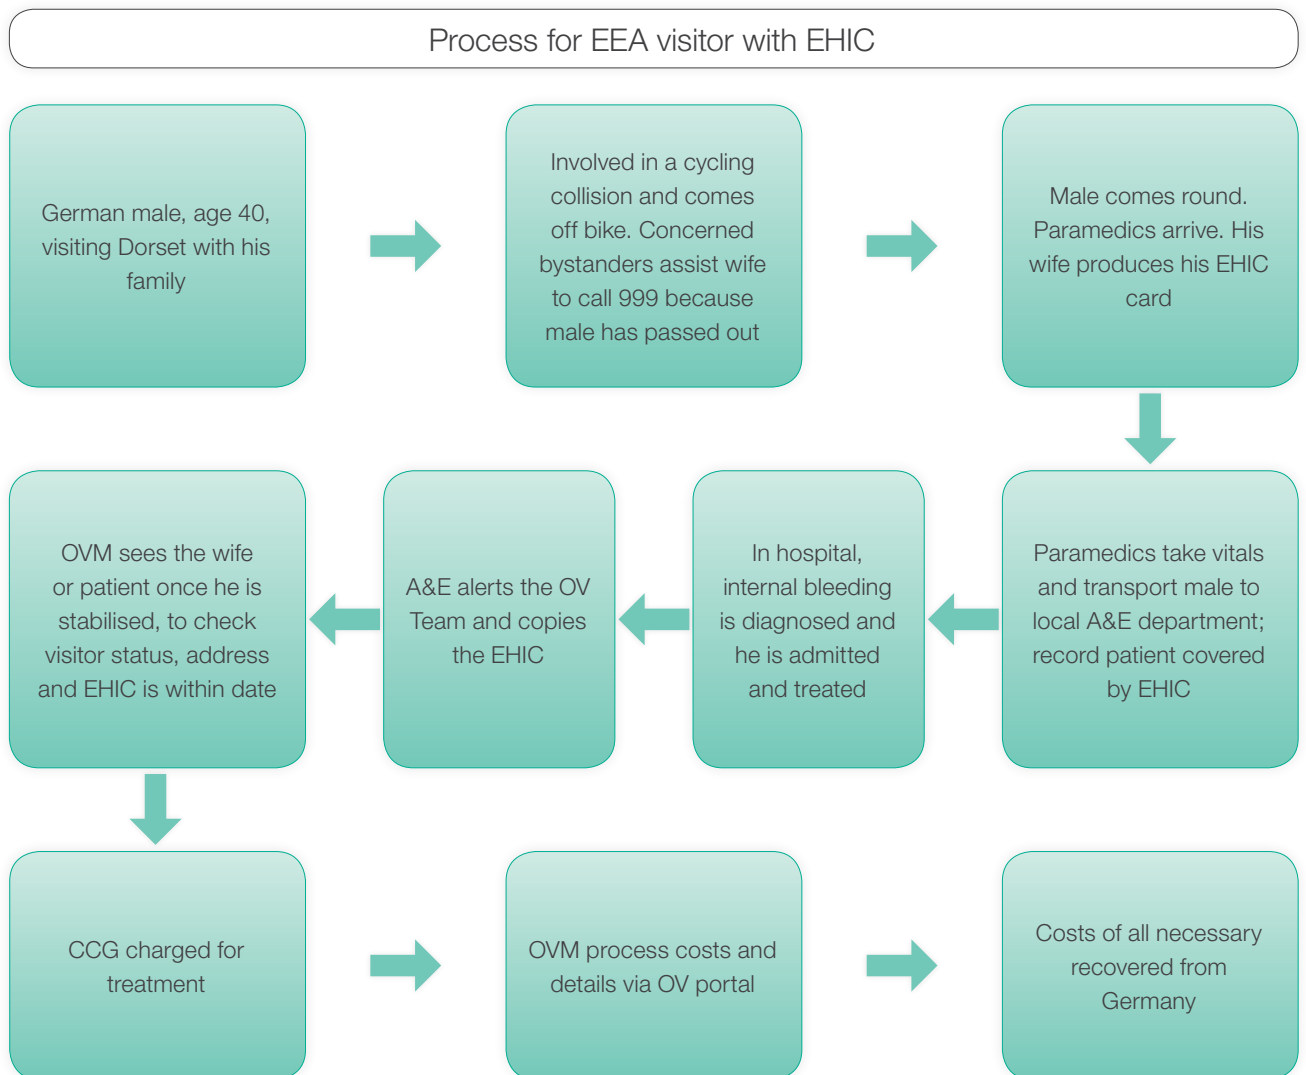 Process for EEA visitor with EHIC
German male, age 40,
visiting Dorset with his
family
Involved in a cycling
collision and comes
off bike. Concerned
bystanders assist wife
to call 999 because
male has passed out
Male comes round.
Paramedics arrive. His
wife produces his EHIC
card
Paramedics take vitals
and transport male to
local A&E department;
record patient covered
by EHIC
In hospital,
internal bleeding
is diagnosed and
he is admitted
and treated
A&E alerts the OV
Team and copies
the EHIC
OVM sees the wife
or patient once he is
stabilised, to check
visitor status, address
and EHIC is within date
CCG charged for
treatment
OVM process costs and
details via OV portal
Costs of all necessary
recovered from
Germany